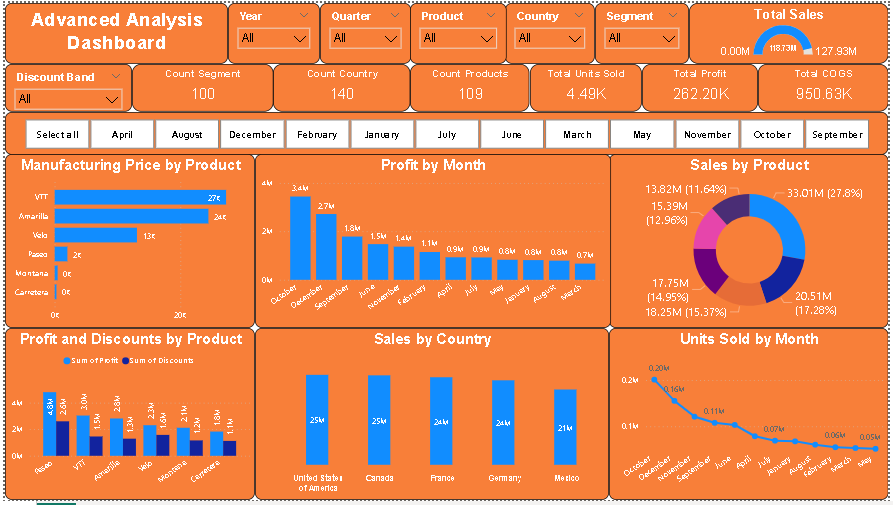 Advanced Analysis
Dashboard
Year
All
Quarter
All
Product
All
Country
All
Segment
All
Total Sales
0.00M
118.73M
127.93M
Discount Band
All
Count Segment
100
Count Country
140
Count Products
109
Total Units Sold
4.49K
Total Profit
262.20K
Total COGS
950.63K
Select all
April
August
December
February
January
July
June
March
May
November
October
September
Manufacturing Price by Product
VTT
27K
Amarilla
24K
Velo
13K
Paseo
2K
Montana
0K
Carretera
0K
0K
20K
Profit by Month
4M
2M
0M
3.4M
2.7M
1.8M
1.5M
1.4M
1.1M
0.9M
0.9M
0.8M
0.8M
0.8M
0.7M
October
December
September
June
November
February
April
July
May
January
August
March
Sales by Product
13.82M (11.64%)
33.01M (27.8%)
15.39M
(12.96%)
17.75M
(14.95%)
18.25M (15.37%)
20.51M
(17.28%)
Profit and Discounts by Product
Sum of Profit
Sum of Discounts
4M
2M
0M
4.8M
2.6M
3.0M
1.5M
2.8M
1.3M
2.3M
1.6M
2.1M
1.2M
1.8M
1.1M
Paseo
VTT
Amarilla
Velo
Montana
Carretera
Sales by Country
25M
25M
24M
24M
21M
United States
of America
Canada
France
Germany
Mexico
Units Sold by Month
0.2M
0.1M
0.20M
0.16M
0.11M
0.07M
0.06M
0.05M
October
December
November
September
June
April
July
January
August
February
March
May